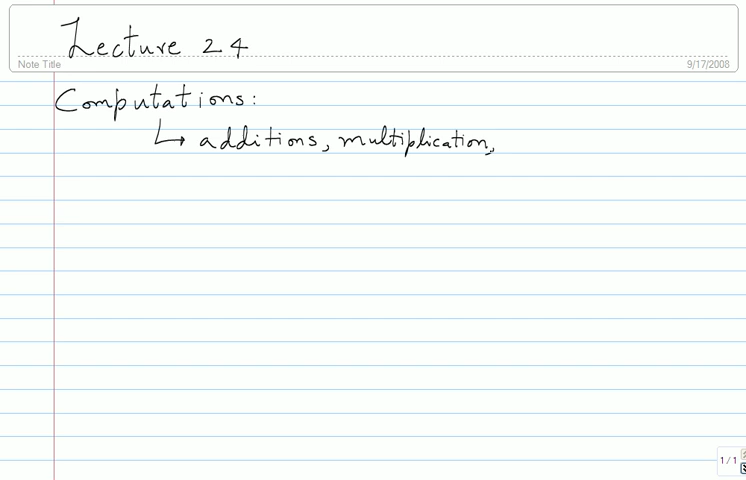 Lecture 24
Note Title
9/17/2008
Computations:
↳ additions, multiplication,
1 / 1